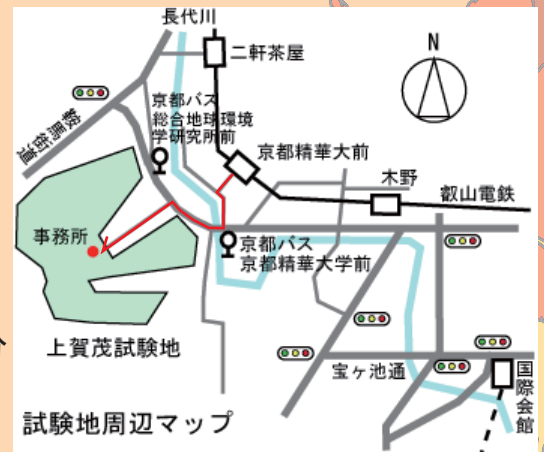 長代川
二軒茶屋
N
鞍馬街道
京都バス
総合地球環境
学研究所前
京都精華大前
木野
叡山電鉄
事務所
京都バス
京都精華大学前
上賀茂試験地
宝ヶ池通
国際会館
試験地周辺マップ